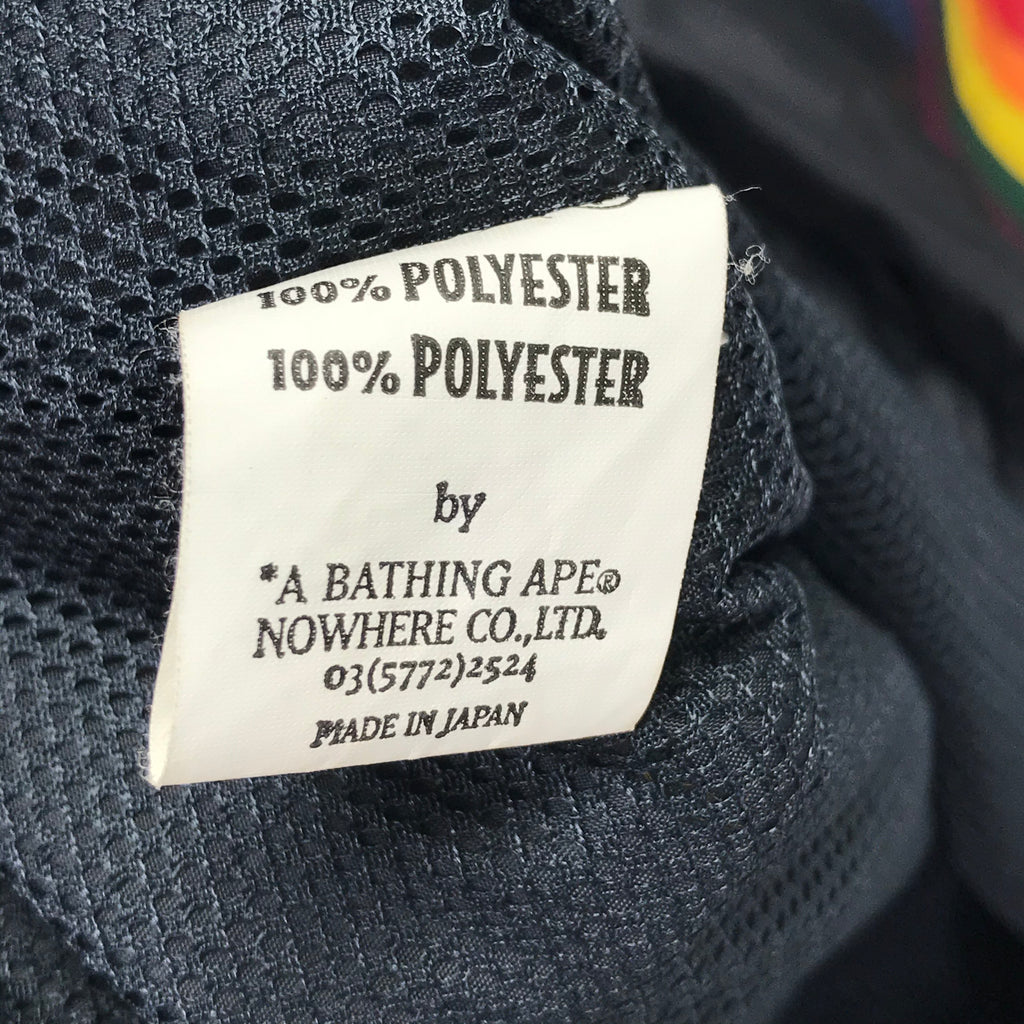 100% POLYESTER
100% POLYESTER
by
*A BATHING APE®
NOWHERE CO.,LTD.
03(5772)2524
MADE IN JAPAN